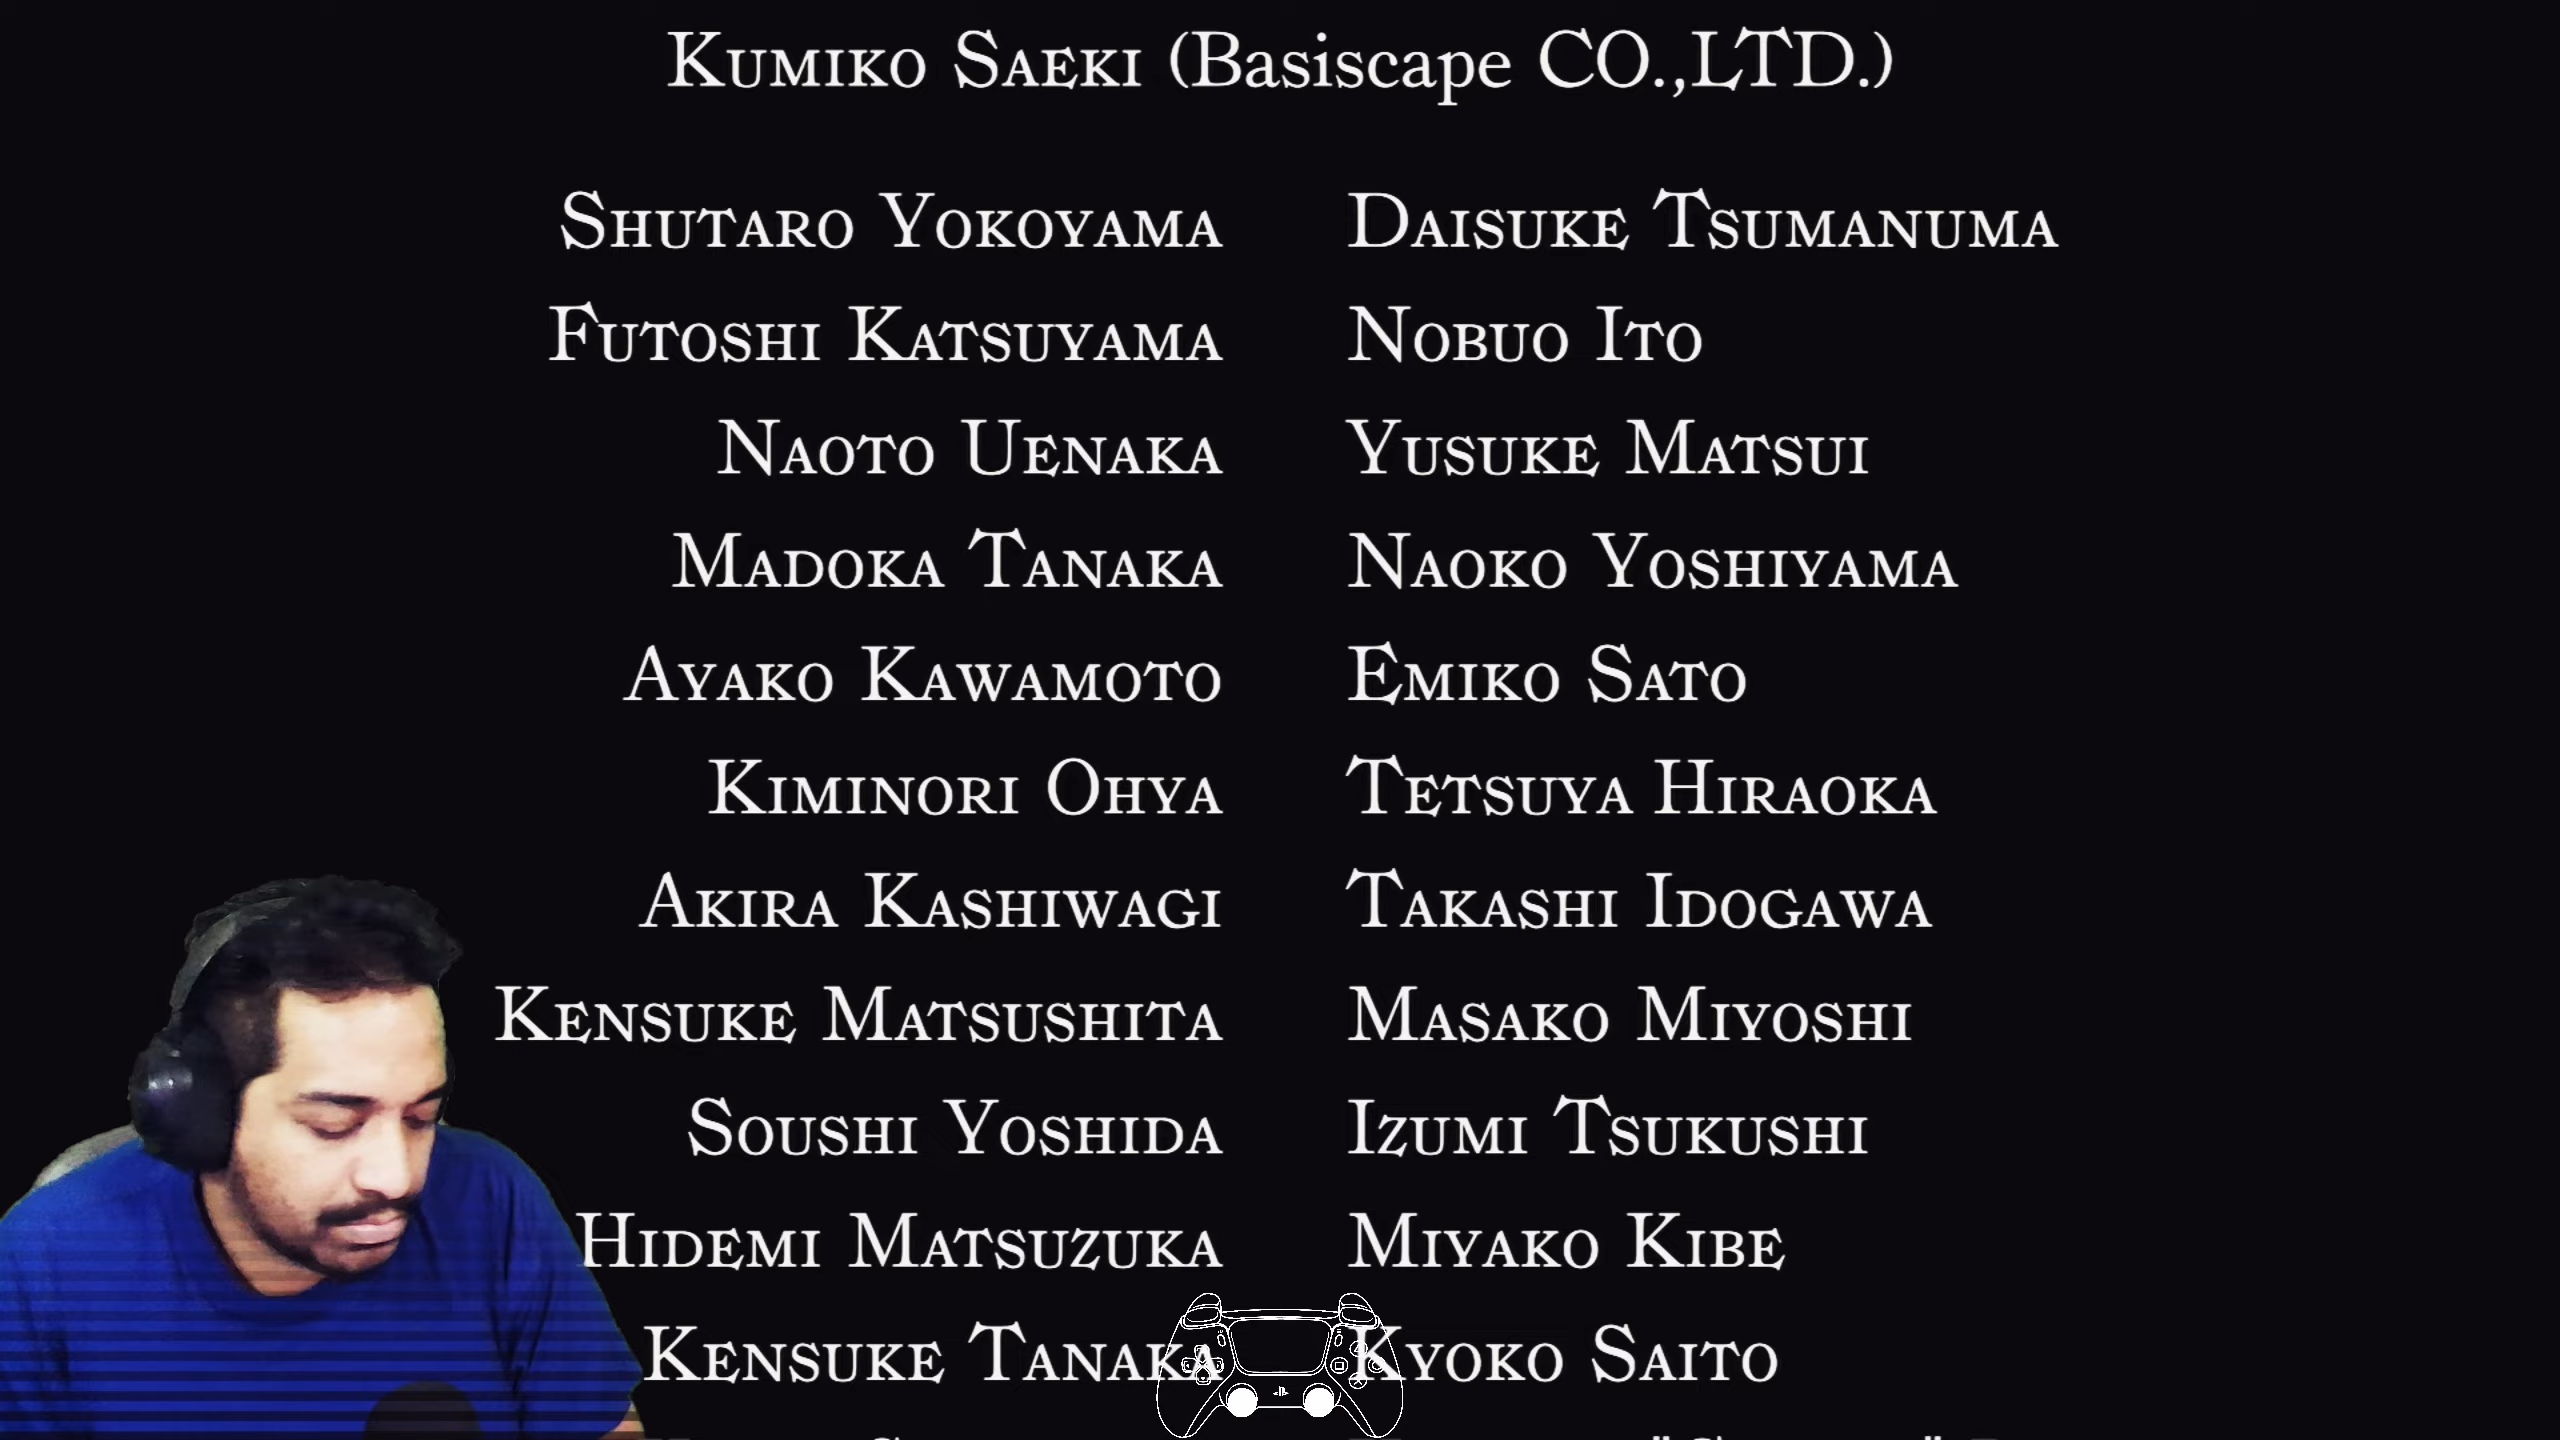 Kumiko Saeki (Basiscape CO.,LTD.)
Shutaro Yokoyama Daisuke Tsumanuma
Futoshi Katsuyama Nobuo Ito
Naoto Uenaka Yusuke Matsui
Madoka Tanaka Naoko Yoshiyama
Ayako Kawamoto Emiko Sato
Kiminori Ohya Tetsuya Hiraoka
Akira Kashiwagi Takashi Idogawa
Kensuke Matsushita Masako Miyoshi
Soushi Yoshida Izumi Tsukushi
Hidemi Matsuzuka Miyako Kibe
Kensuke Tanaka Kyoko Saito